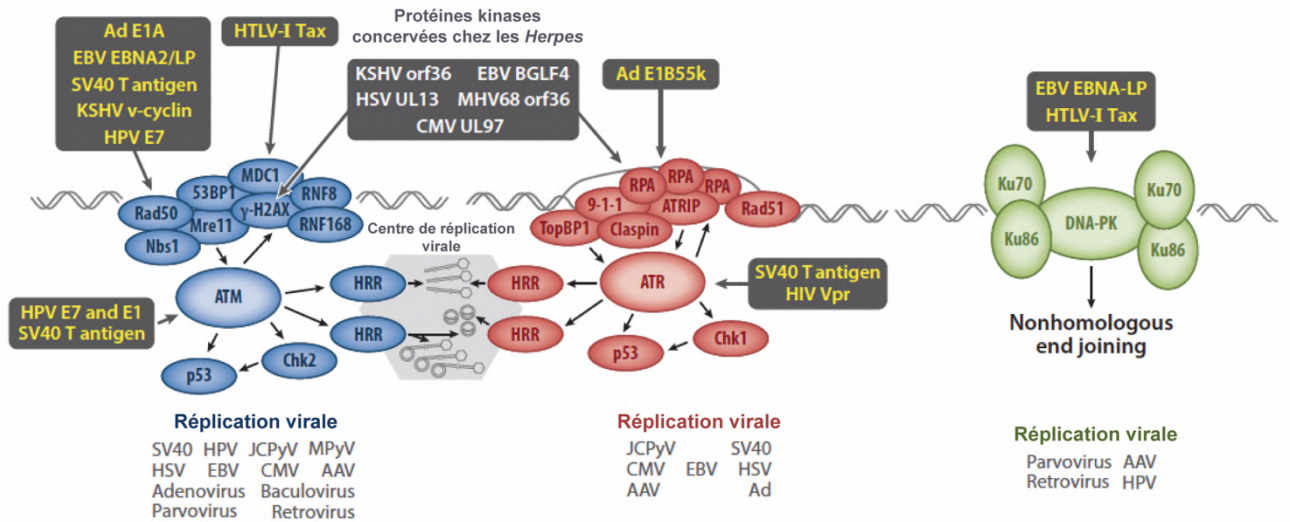 Protéines kinases
concervées chez les Herpes
Ad E1A
EBV EBNA2/LP
SV40 T antigen
KSHV v-cyclin
HPV E7
HTLV-I Tax
KSHV orf36 EBV BGLF4
HSV UL13 MHV68 orf36
CMV UL97
Ad E1B55k
EBV EBNA-LP
HTLV-I Tax
MDC1
53BP1
RNF8
Rad50
γ-H2AX
Mre11
RNF168
Nbs1
RPA
RPA
RPA
9-1-1
ATRIP
Rad51
TopBP1
Claspin
Ku70
Ku70
DNA-PK
Ku86
Ku86
Centre de réplication
virale
ATM
HRR
HRR
ATR
SV40 T antigen
HIV Vpr
HPV E7 and E1
SV40 T antigen
HRR
HRR
p53
Chk2
p53
Chk1
Nonhomologous
end joining
Réplication virale
SV40 HPV JCPyV MPyV
HSV EBV CMV AAV
Adenovirus Baculovirus
Parvovirus Retrovirus
Réplication virale
JCPyV SV40
CMV EBV HSV
AAV Ad
Réplication virale
Parvovirus AAV
Retrovirus HPV